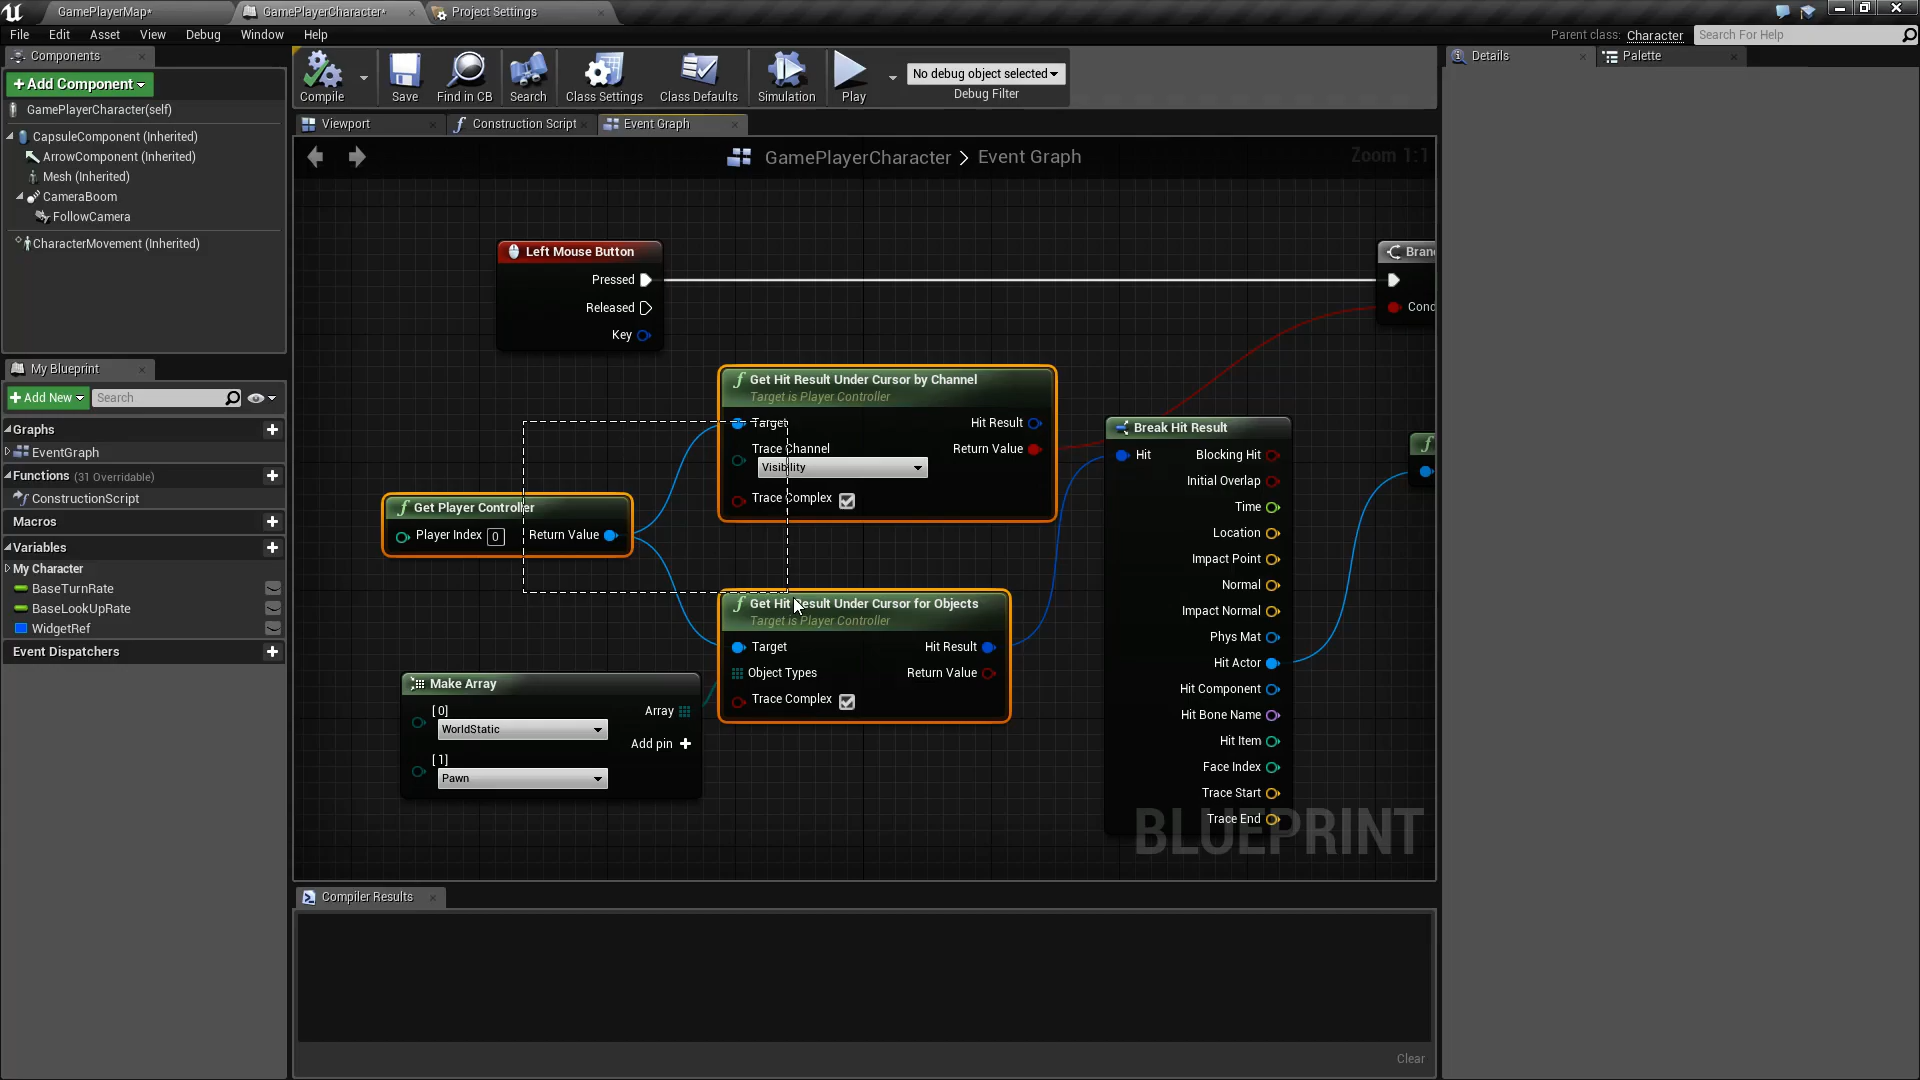 GamePlayerMap*
GamePlayerCharacter*
Project Settings
File Edit Asset View Debug Window Help
Parent class: Character
Search For Help
Components
+Add Component
GamePlayerCharacter(self)
CapsuleComponent (Inherited)
ArrowComponent (Inherited)
Mesh (Inherited)
CameraBoom
FollowCamera
CharacterMovement (Inherited)
My Blueprint
+Add New
Search
Graphs
EventGraph
Functions (31 Overridable)
ConstructionScript
Macros
Variables
My Character
BaseTurnRate
BaseLookUpRate
WidgetRef
Event Dispatchers
Compile
Save
Find in CB
Search
Class Settings
Class Defaults
Simulation
Play
No debug object selected
Debug Filter
Viewport
Construction Script
Event Graph
GamePlayerCharacter > Event Graph
Zoom 1:1
Left Mouse Button
Pressed
Released
Key
Get Player Controller
Player Index 0
Return Value
Get Hit Result Under Cursor by Channel
Target is Player Controller
Target
Hit Result
Trace Channel
Visibility
Return Value
Trace Complex
Get Hit Result Under Cursor for Objects
Target is Player Controller
Target
Hit Result
Object Types
Return Value
Trace Complex
Make Array
[0]
WorldStatic
Array
Add pin +
[1]
Pawn
Break Hit Result
Hit
Blocking Hit
Initial Overlap
Time
Location
Impact Point
Normal
Impact Normal
Phys Mat
Hit Actor
Hit Component
Hit Bone Name
Hit Item
Face Index
Trace Start
Trace End
Bran
Cond
f
BLUEPRINT
Compiler Results
Clear
Details
Palette